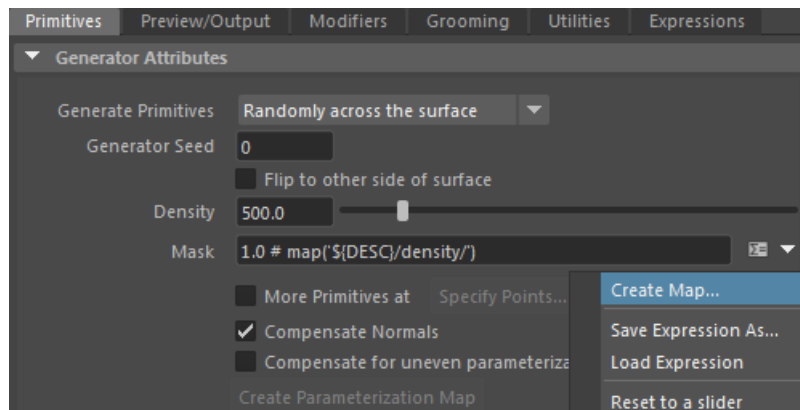 Primitives Preview/Output Modifiers Grooming Utilities Expressions
Generator Attributes
Generate Primitives Randomly across the surface
Generator Seed 0
Flip to other side of surface
Density 500.0
Mask 1.0 # map('${DESC}/density/')
More Primitives at Specify Points... Create Map...
Compensate Normals Save Expression As...
Compensate for uneven parameteriza Load Expression
Create Parameterization Map Reset to a slider